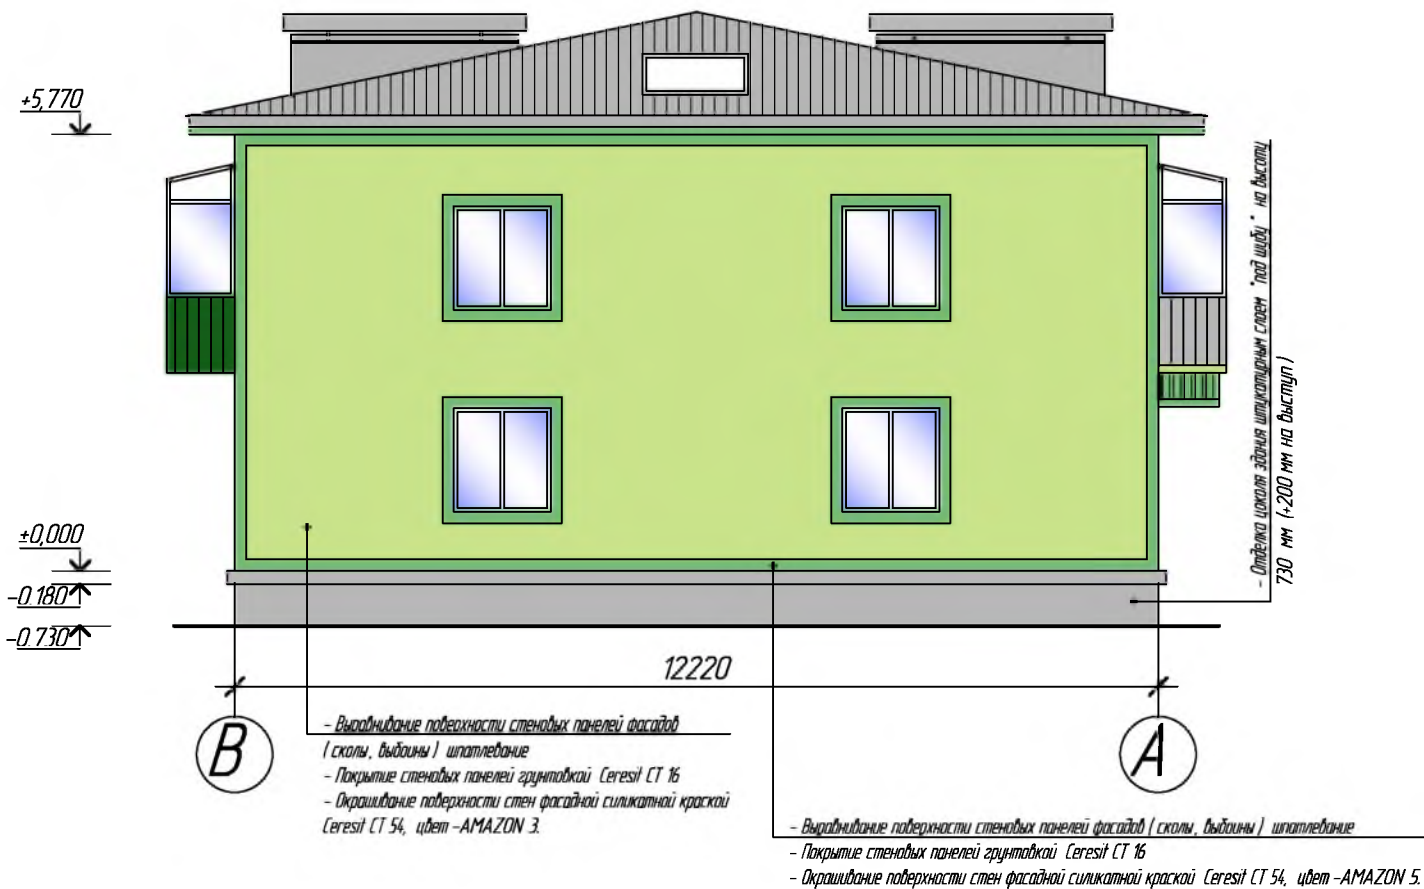 +5,770
±0,000
-0.180
-0.730
- Отделка цоколя здания штукатурным слоем "под шубу" на высоту
730 мм (+200 мм на выступ)
12220
В
А
- Выравнивание поверхности стеновых панелей фасадов
(сколы, выбоины) шпатлевание
- Покрытие стеновых панелей грунтовкой Ceresit CT 16
- Окрашивание поверхности стен фасадной силикатной краской
Ceresit CT 54, цвет -AMAZON 3.
- Выравнивание поверхности стеновых панелей фасадов (сколы, выбоины) шпатлевание
- Покрытие стеновых панелей грунтовкой Ceresit CT 16
- Окрашивание поверхности стен фасадной силикатной краской Ceresit CT 54, цвет -AMAZON 5.